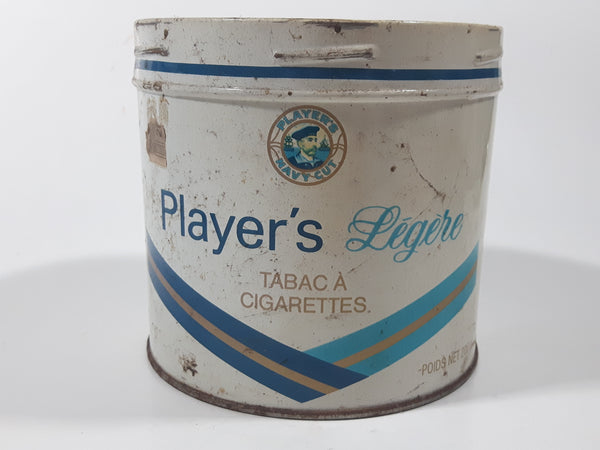 PLAYER'S
NAVY CUT
Player's Légère
TABAC À
CIGARETTES.
POIDS NET